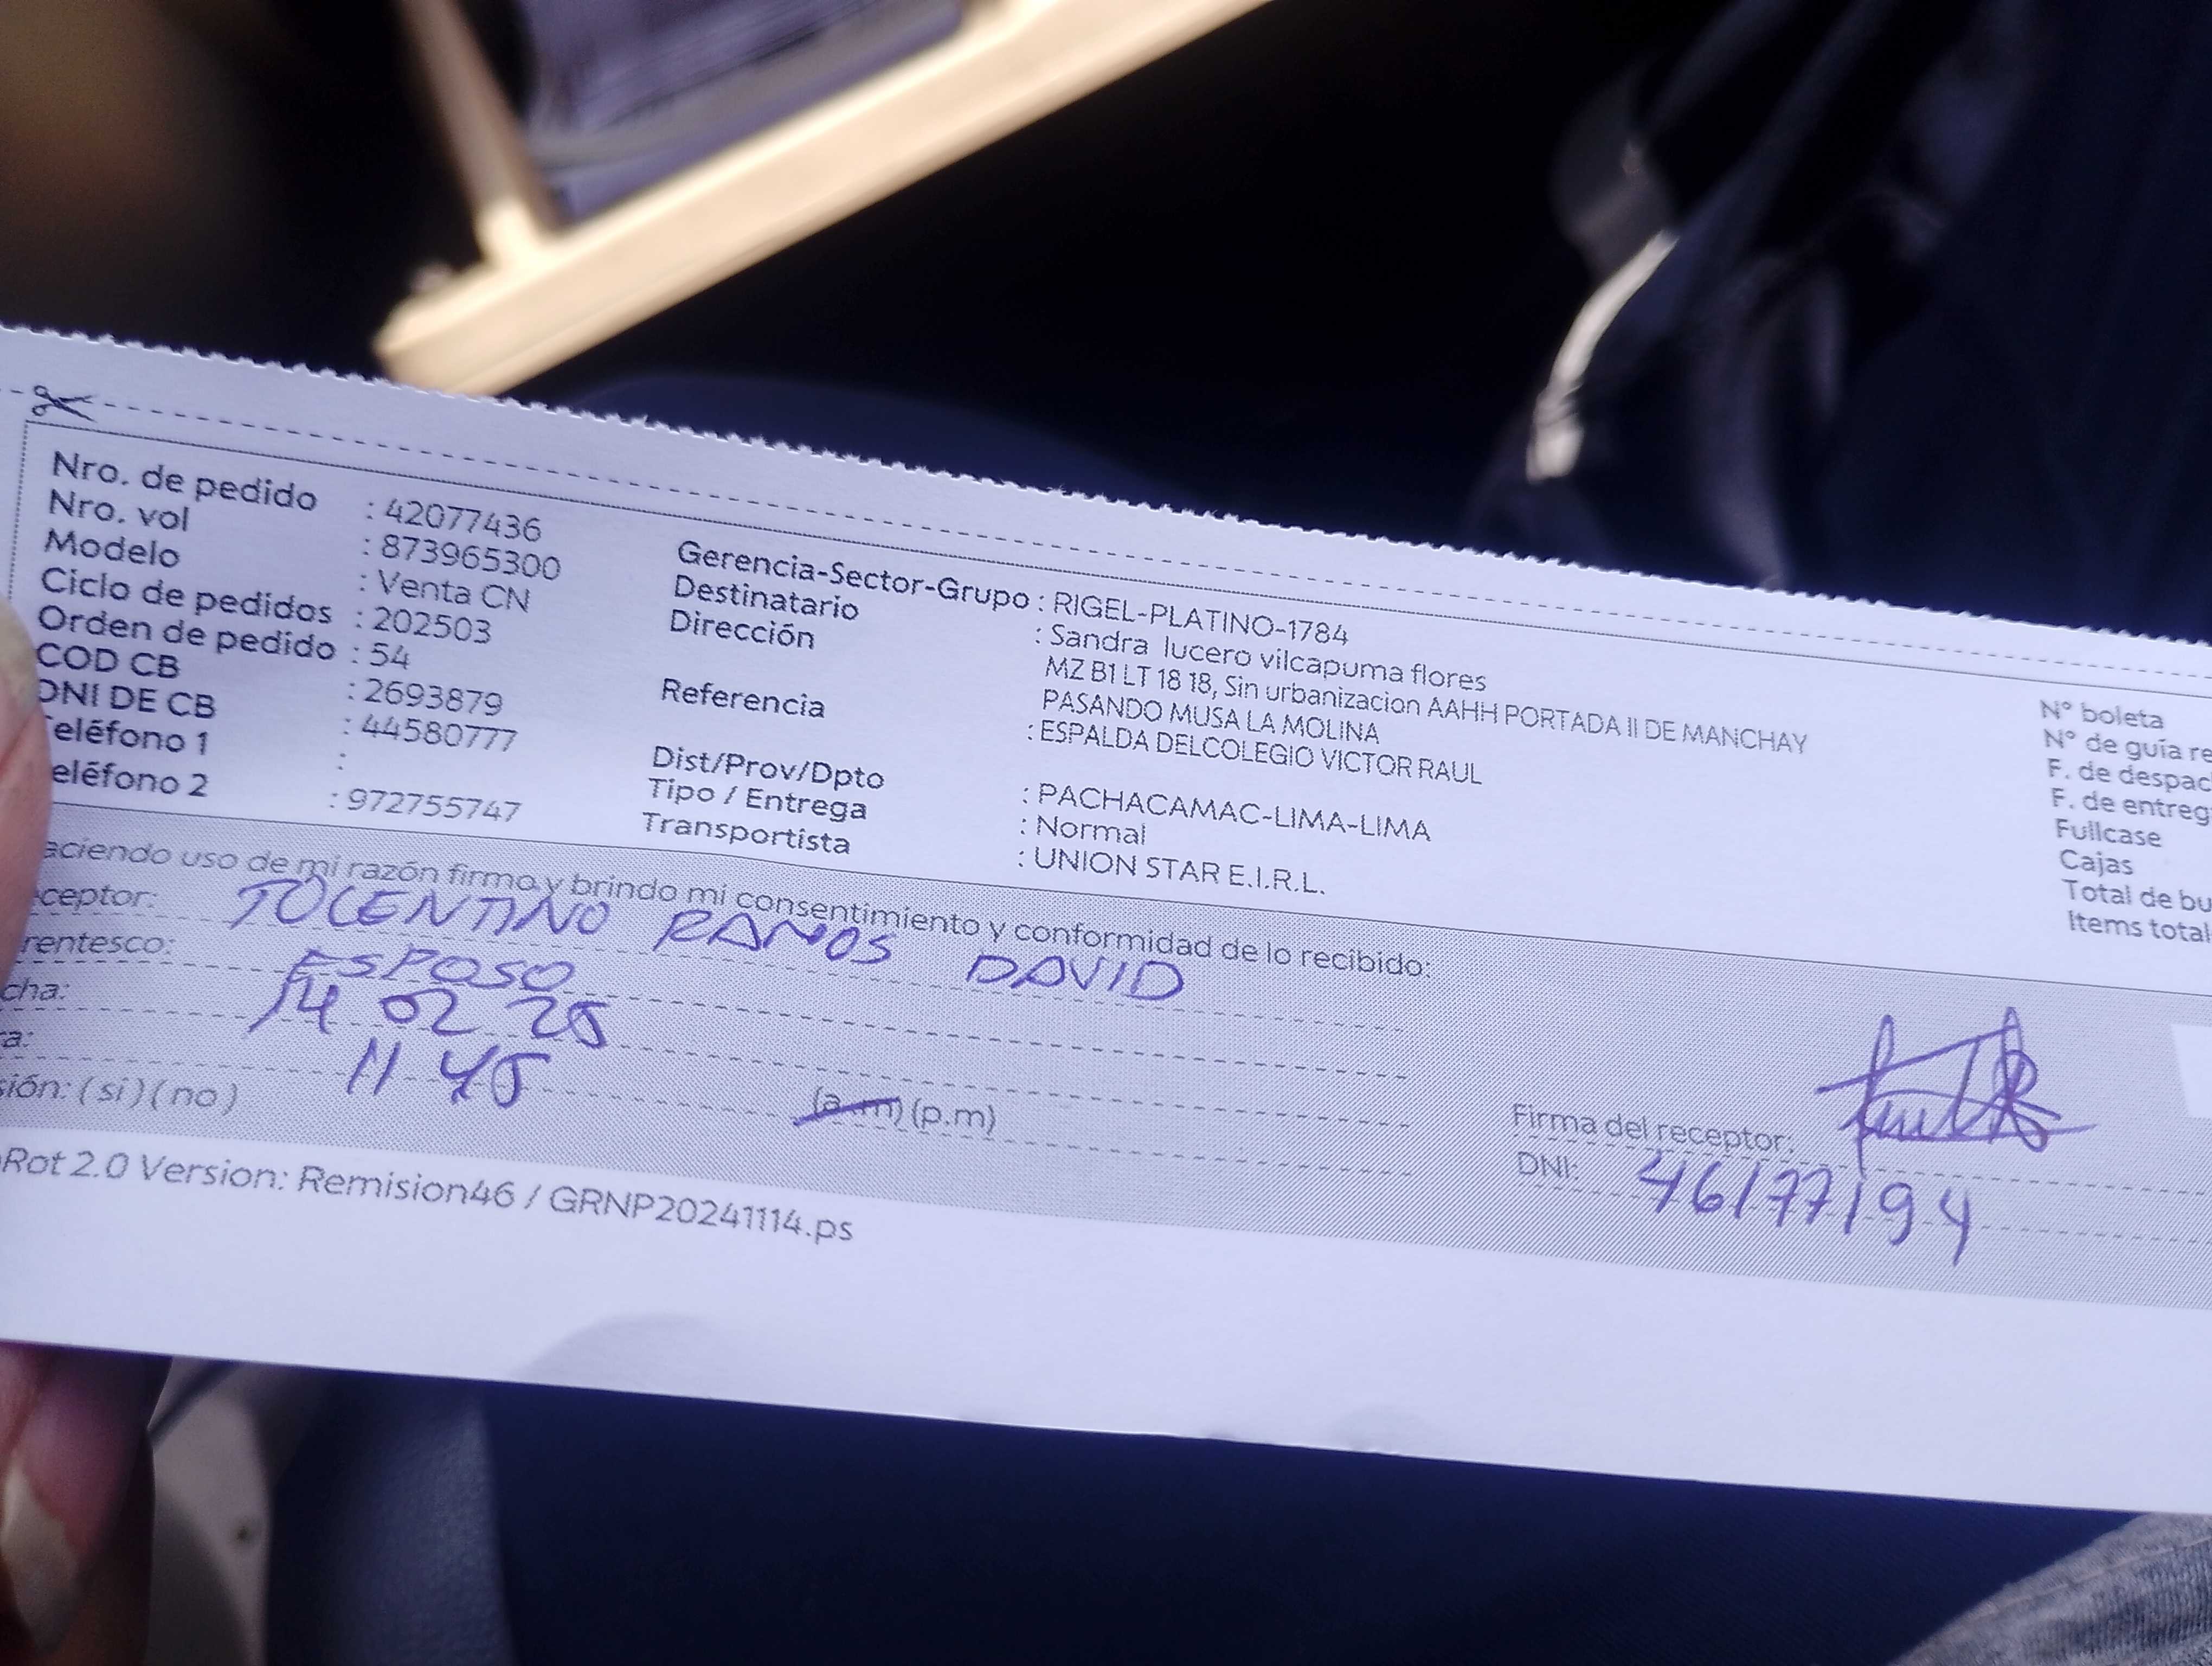 Nro. de pedido : 42077436
Nro. vol : 873965300
Modelo : Venta CN
Ciclo de pedidos : 202503
Orden de pedido : 54
COD CB : 2693879
DNI DE CB : 44580777
eléfono 1 :
eléfono 2 : 972755747
Gerencia-Sector-Grupo : RIGEL-PLATINO-1784
Destinatario : Sandra lucero vilcapuma flores
Dirección MZ B1 LT 18 18, Sin urbanizacion AAHH PORTADA II DE MANCHAY
PASANDO MUSA LA MOLINA
Referencia : ESPALDA DELCOLEGIO VICTOR RAUL
Dist/Prov/Dpto : PACHACAMAC-LIMA-LIMA
Tipo / Entrega : Normal
Transportista : UNION STAR E.I.R.L.
N° boleta
N° de guía re
F. de despac
F. de entreg
Fullcase
Cajas
Total de bu
Items total
aciendo uso de mi razón firmo y brindo mi consentimiento y conformidad de lo recibido:
ceptor: TOCENTINO RAMOS DAVID
rentesco: ESPOSO
cha: 14 02 25
ra: 11 45 (a.m) (p.m)
sión: ( si ) ( no )
Firma del receptor:
DNI: 46177194
Rot 2.0 Version: Remision46 / GRNP20241114.ps